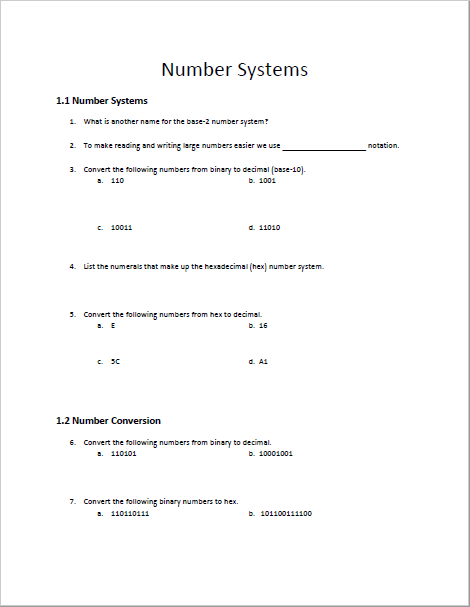 Number Systems
1.1 Number Systems
1. What is another name for the base-2 number system?
2. To make reading and writing large numbers easier we use ____________________ notation.
3. Convert the following numbers from binary to decimal (base-10).
a. 110 b. 1001
c. 10011 d. 11010
4. List the numerals that make up the hexadecimal (hex) number system.
5. Convert the following numbers from hex to decimal.
a. E b. 16
c. 5C d. A1
1.2 Number Conversion
6. Convert the following numbers from binary to decimal.
a. 110101 b. 10001001
7. Convert the following binary numbers to hex.
a. 110110111 b. 101100111100